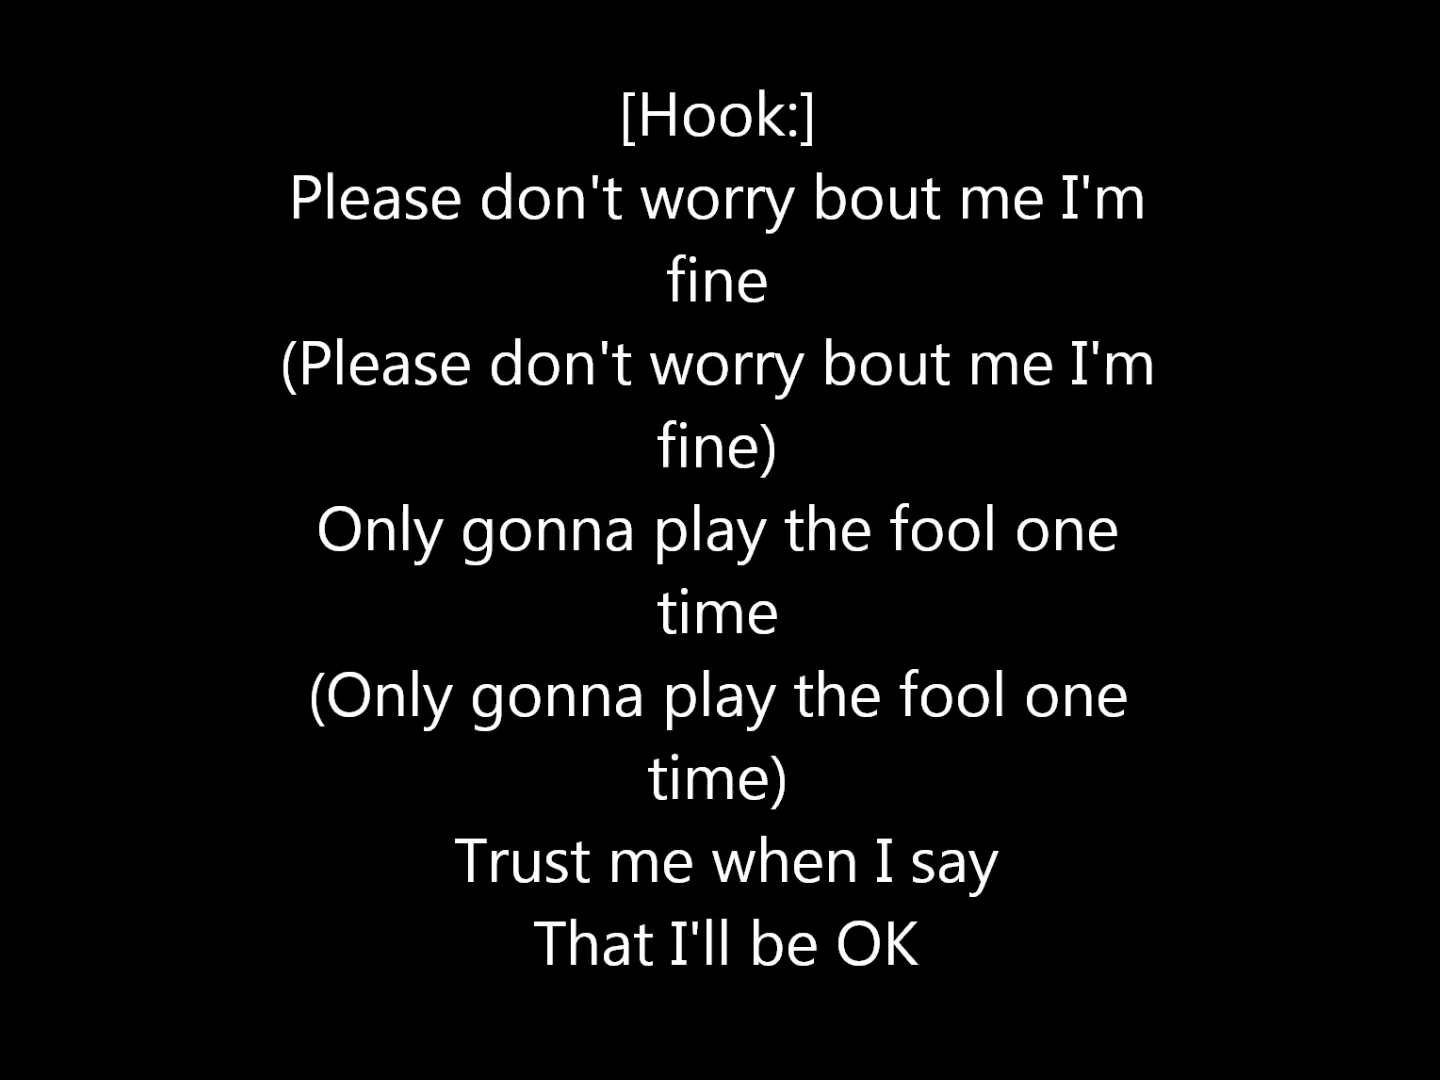 [Hook:]
Please don't worry bout me I'm
fine
(Please don't worry bout me I'm
fine)
Only gonna play the fool one
time
(Only gonna play the fool one
time)
Trust me when I say
That I'll be OK